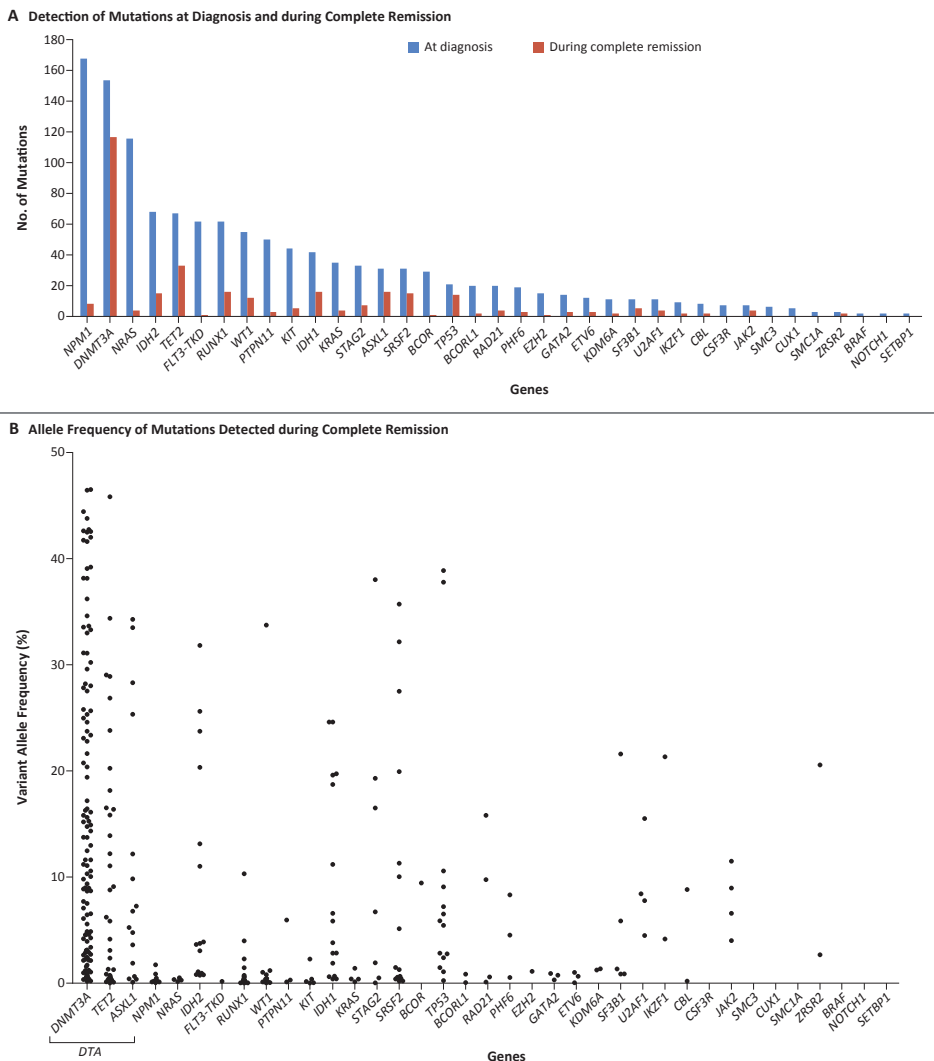 A Detection of Mutations at Diagnosis and during Complete Remission
180
160
140
120
100
80
60
40
20
0
No. of Mutations
At diagnosis
During complete remission
NPM1
DNMT3A
NRAS
IDH2
TET2
FLT3-TKD
RUNX1
WT1
PTPN11
KIT
IDH1
KRAS
STAG2
ASXL1
SRSF2
BCOR
TP53
BCORL1
RAD21
PHF6
EZH2
GATA2
ETV6
KDM6A
SF3B1
U2AF1
IKZF1
CBL
CSF3R
JAK2
SMC3
CUX1
SMC1A
ZRSR2
BRAF
NOTCH1
SETBP1
Genes
B Allele Frequency of Mutations Detected during Complete Remission
50
40
30
20
10
0
Variant Allele Frequency (%)
DNMT3A
TET2
ASXL1
NPM1
NRAS
IDH2
FLT3-TKD
RUNX1
WT1
PTPN11
KIT
IDH1
KRAS
STAG2
SRSF2
BCOR
TP53
BCORL1
RAD21
PHF6
EZH2
GATA2
ETV6
KDM6A
SF3B1
U2AF1
IKZF1
CBL
CSF3R
JAK2
SMC3
CUX1
SMC1A
ZRSR2
BRAF
NOTCH1
SETBP1
DTA
Genes